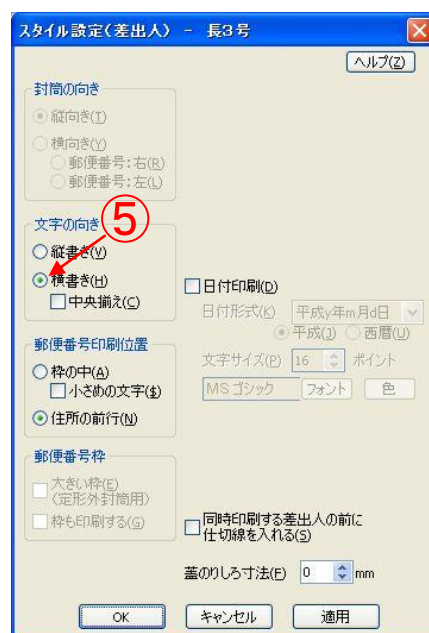 スタイル設定(差出人) - 長3号
ヘルプ(Z)
封筒の向き
縦向き(T)
横向き(Y)
郵便番号:右(R)
郵便番号:左(L)
文字の向き
⑤
縦書き(V)
横書き(H)
中央揃え(C)
郵便番号印刷位置
枠の中(A)
小さめの文字($)
住所の前行(N)
郵便番号枠
大きい枠(E)
(定形外封筒用)
枠も印刷する(G)
日付印刷(D)
日付形式(K) 平成y年m月d日
平成(J) 西暦(U)
文字サイズ(P) 16 ポイント
MS ゴシック フォント 色
同時印刷する差出人の前に
仕切線を入れる(S)
蓋のりしろ寸法(F) 0 mm
OK キャンセル 適用